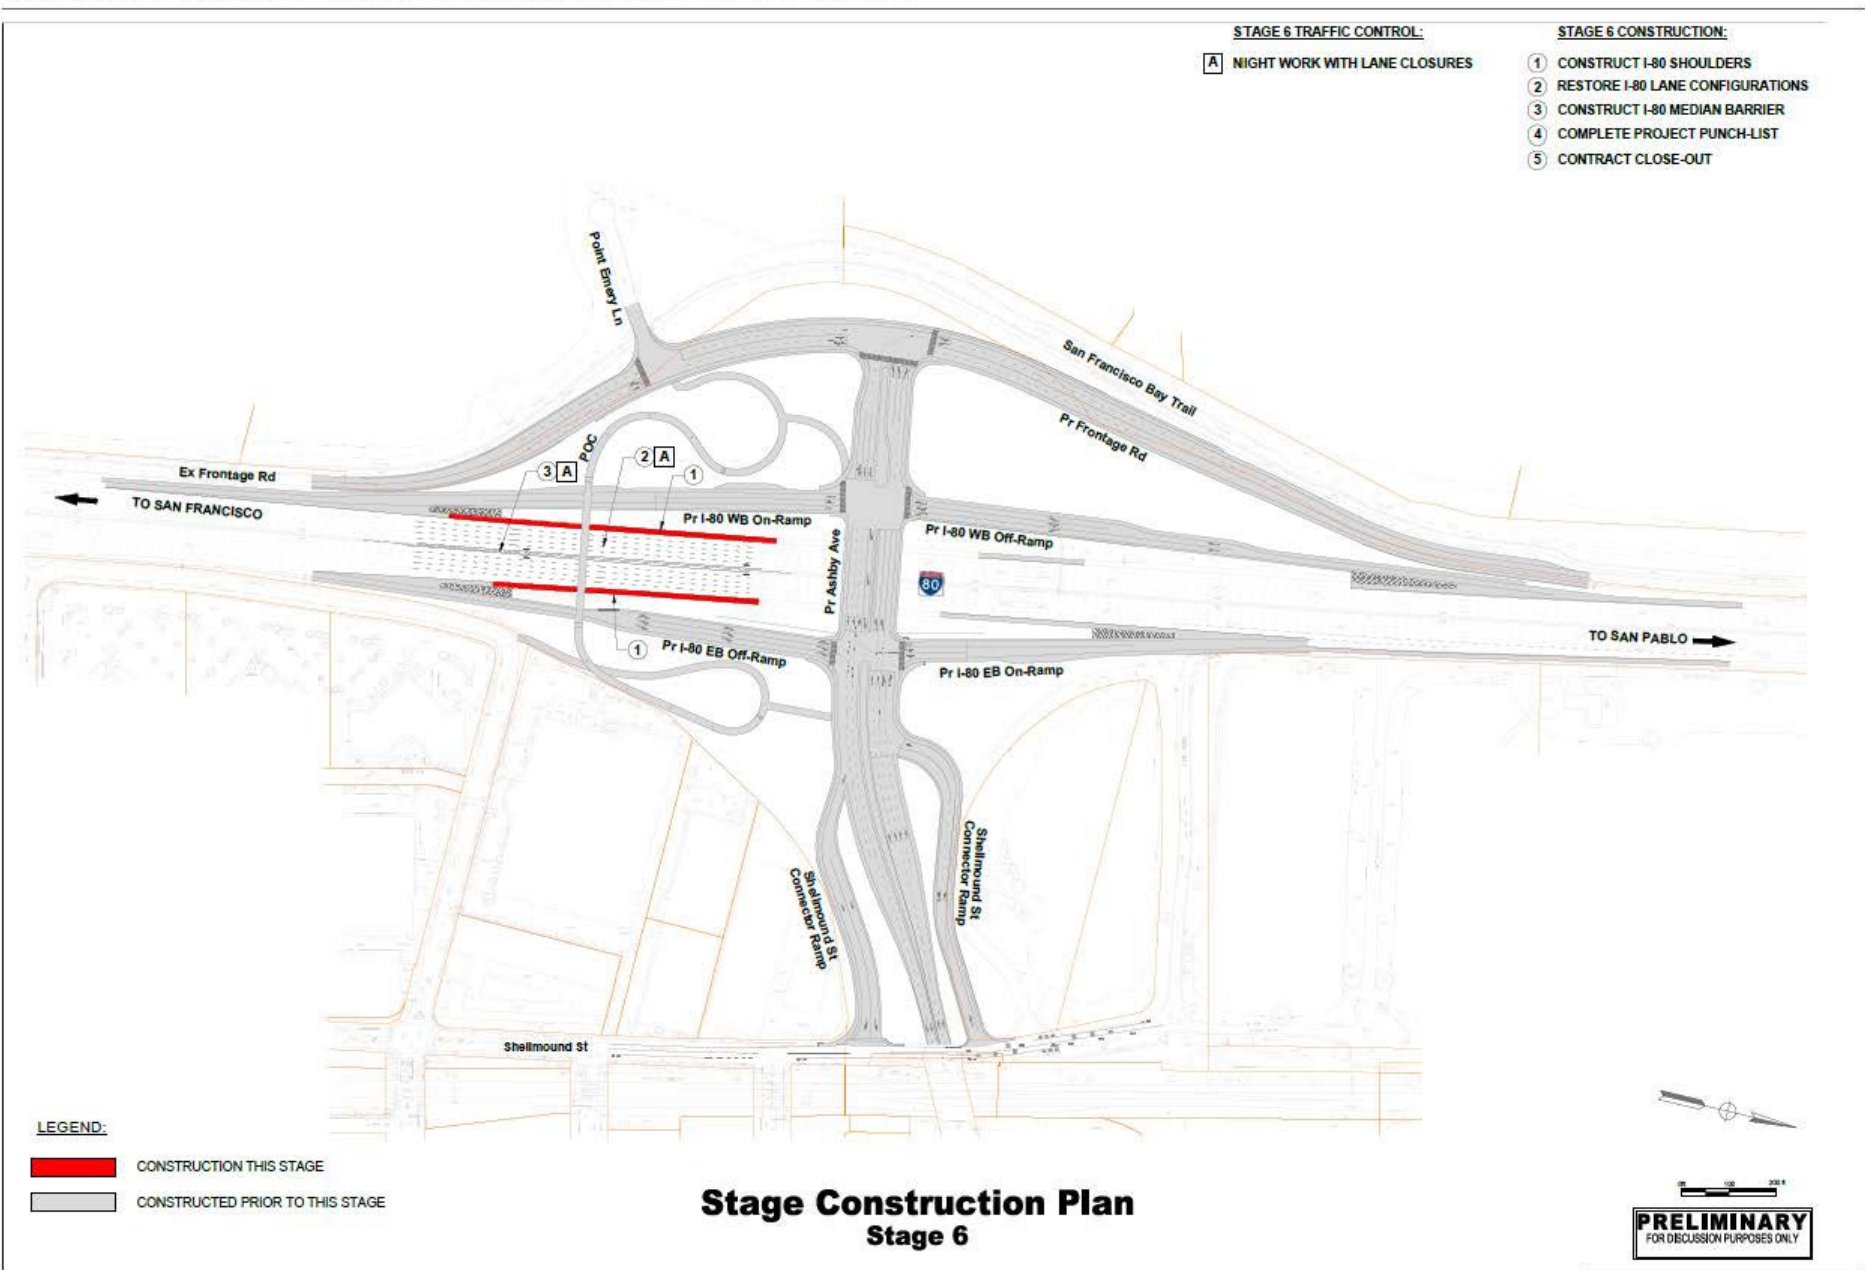 STAGE 6 TRAFFIC CONTROL:
A NIGHT WORK WITH LANE CLOSURES
STAGE 6 CONSTRUCTION:
1 CONSTRUCT I-80 SHOULDERS
2 RESTORE I-80 LANE CONFIGURATIONS
3 CONSTRUCT I-80 MEDIAN BARRIER
4 COMPLETE PROJECT PUNCH-LIST
5 CONTRACT CLOSE-OUT
Point Emery Ln
San Francisco Bay Trail
Pr Frontage Rd
POC
Ex Frontage Rd
3 A
2 A
1
TO SAN FRANCISCO
Pr I-80 WB On-Ramp
Pr I-80 WB Off-Ramp
Pr Ashby Ave
80
TO SAN PABLO
1
Pr I-80 EB Off-Ramp
Pr I-80 EB On-Ramp
Shellmound St
Connector Ramp
Shellmound St
Connector Ramp
Shellmound St
LEGEND:
CONSTRUCTION THIS STAGE
CONSTRUCTED PRIOR TO THIS STAGE
Stage Construction Plan
Stage 6
0ft 100 200 ft
PRELIMINARY
FOR DISCUSSION PURPOSES ONLY